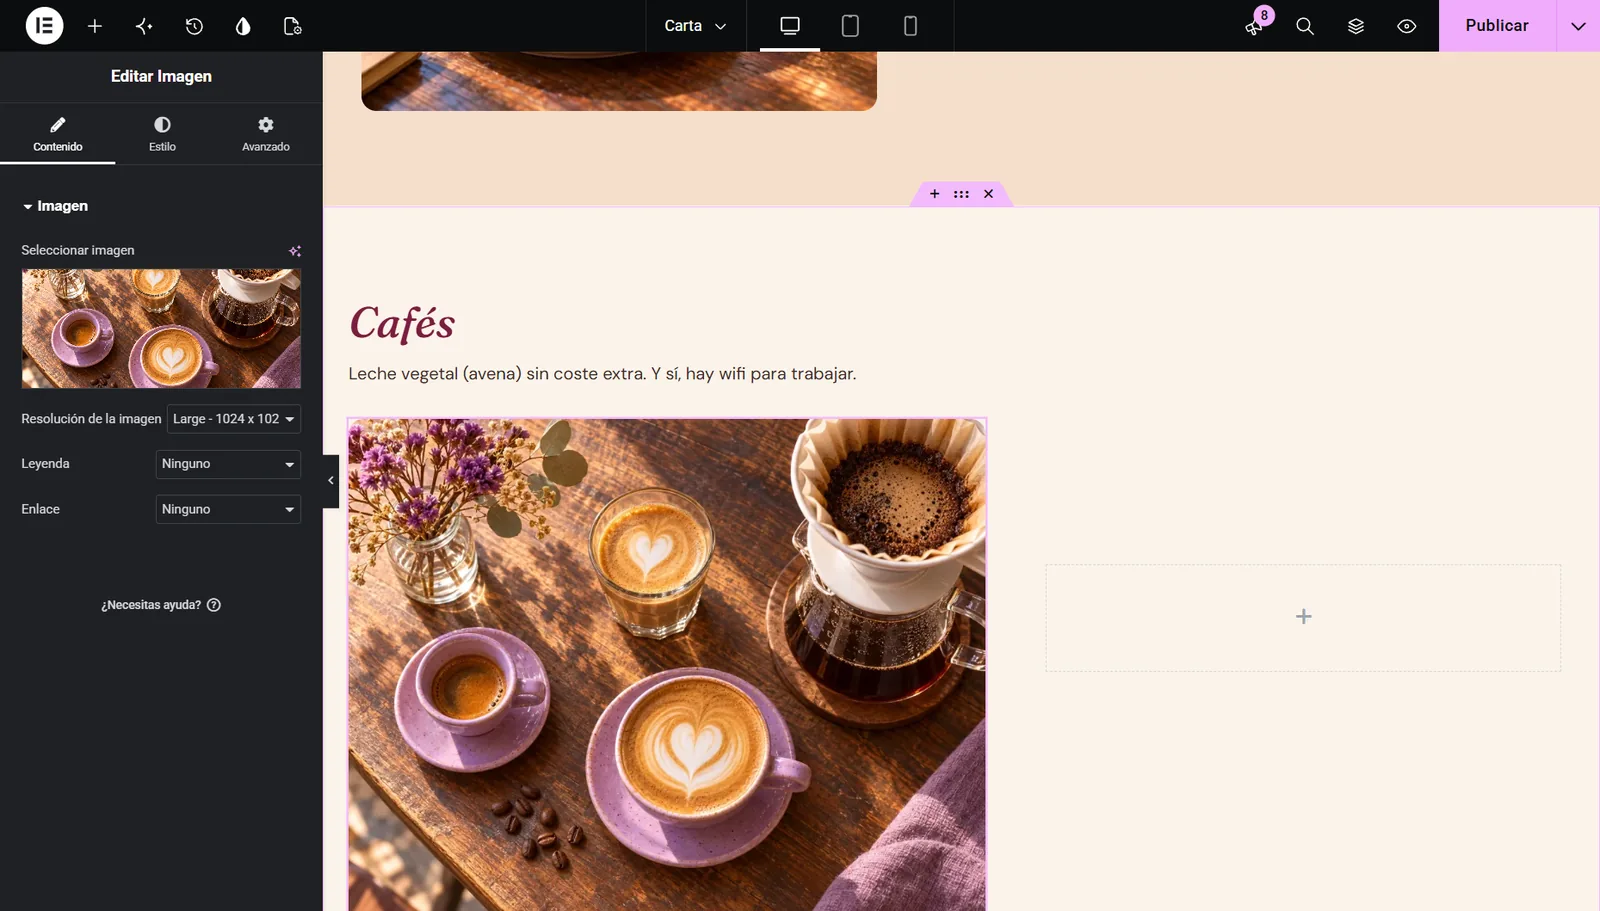 Carta
8
Publicar
Editar Imagen
Contenido
Estilo
Avanzado
Imagen
Seleccionar imagen
Resolución de la imagen
Large - 1024 x 102
Leyenda
Ninguno
Enlace
Ninguno
¿Necesitas ayuda?
Cafés
Leche vegetal (avena) sin coste extra. Y sí, hay wifi para trabajar.